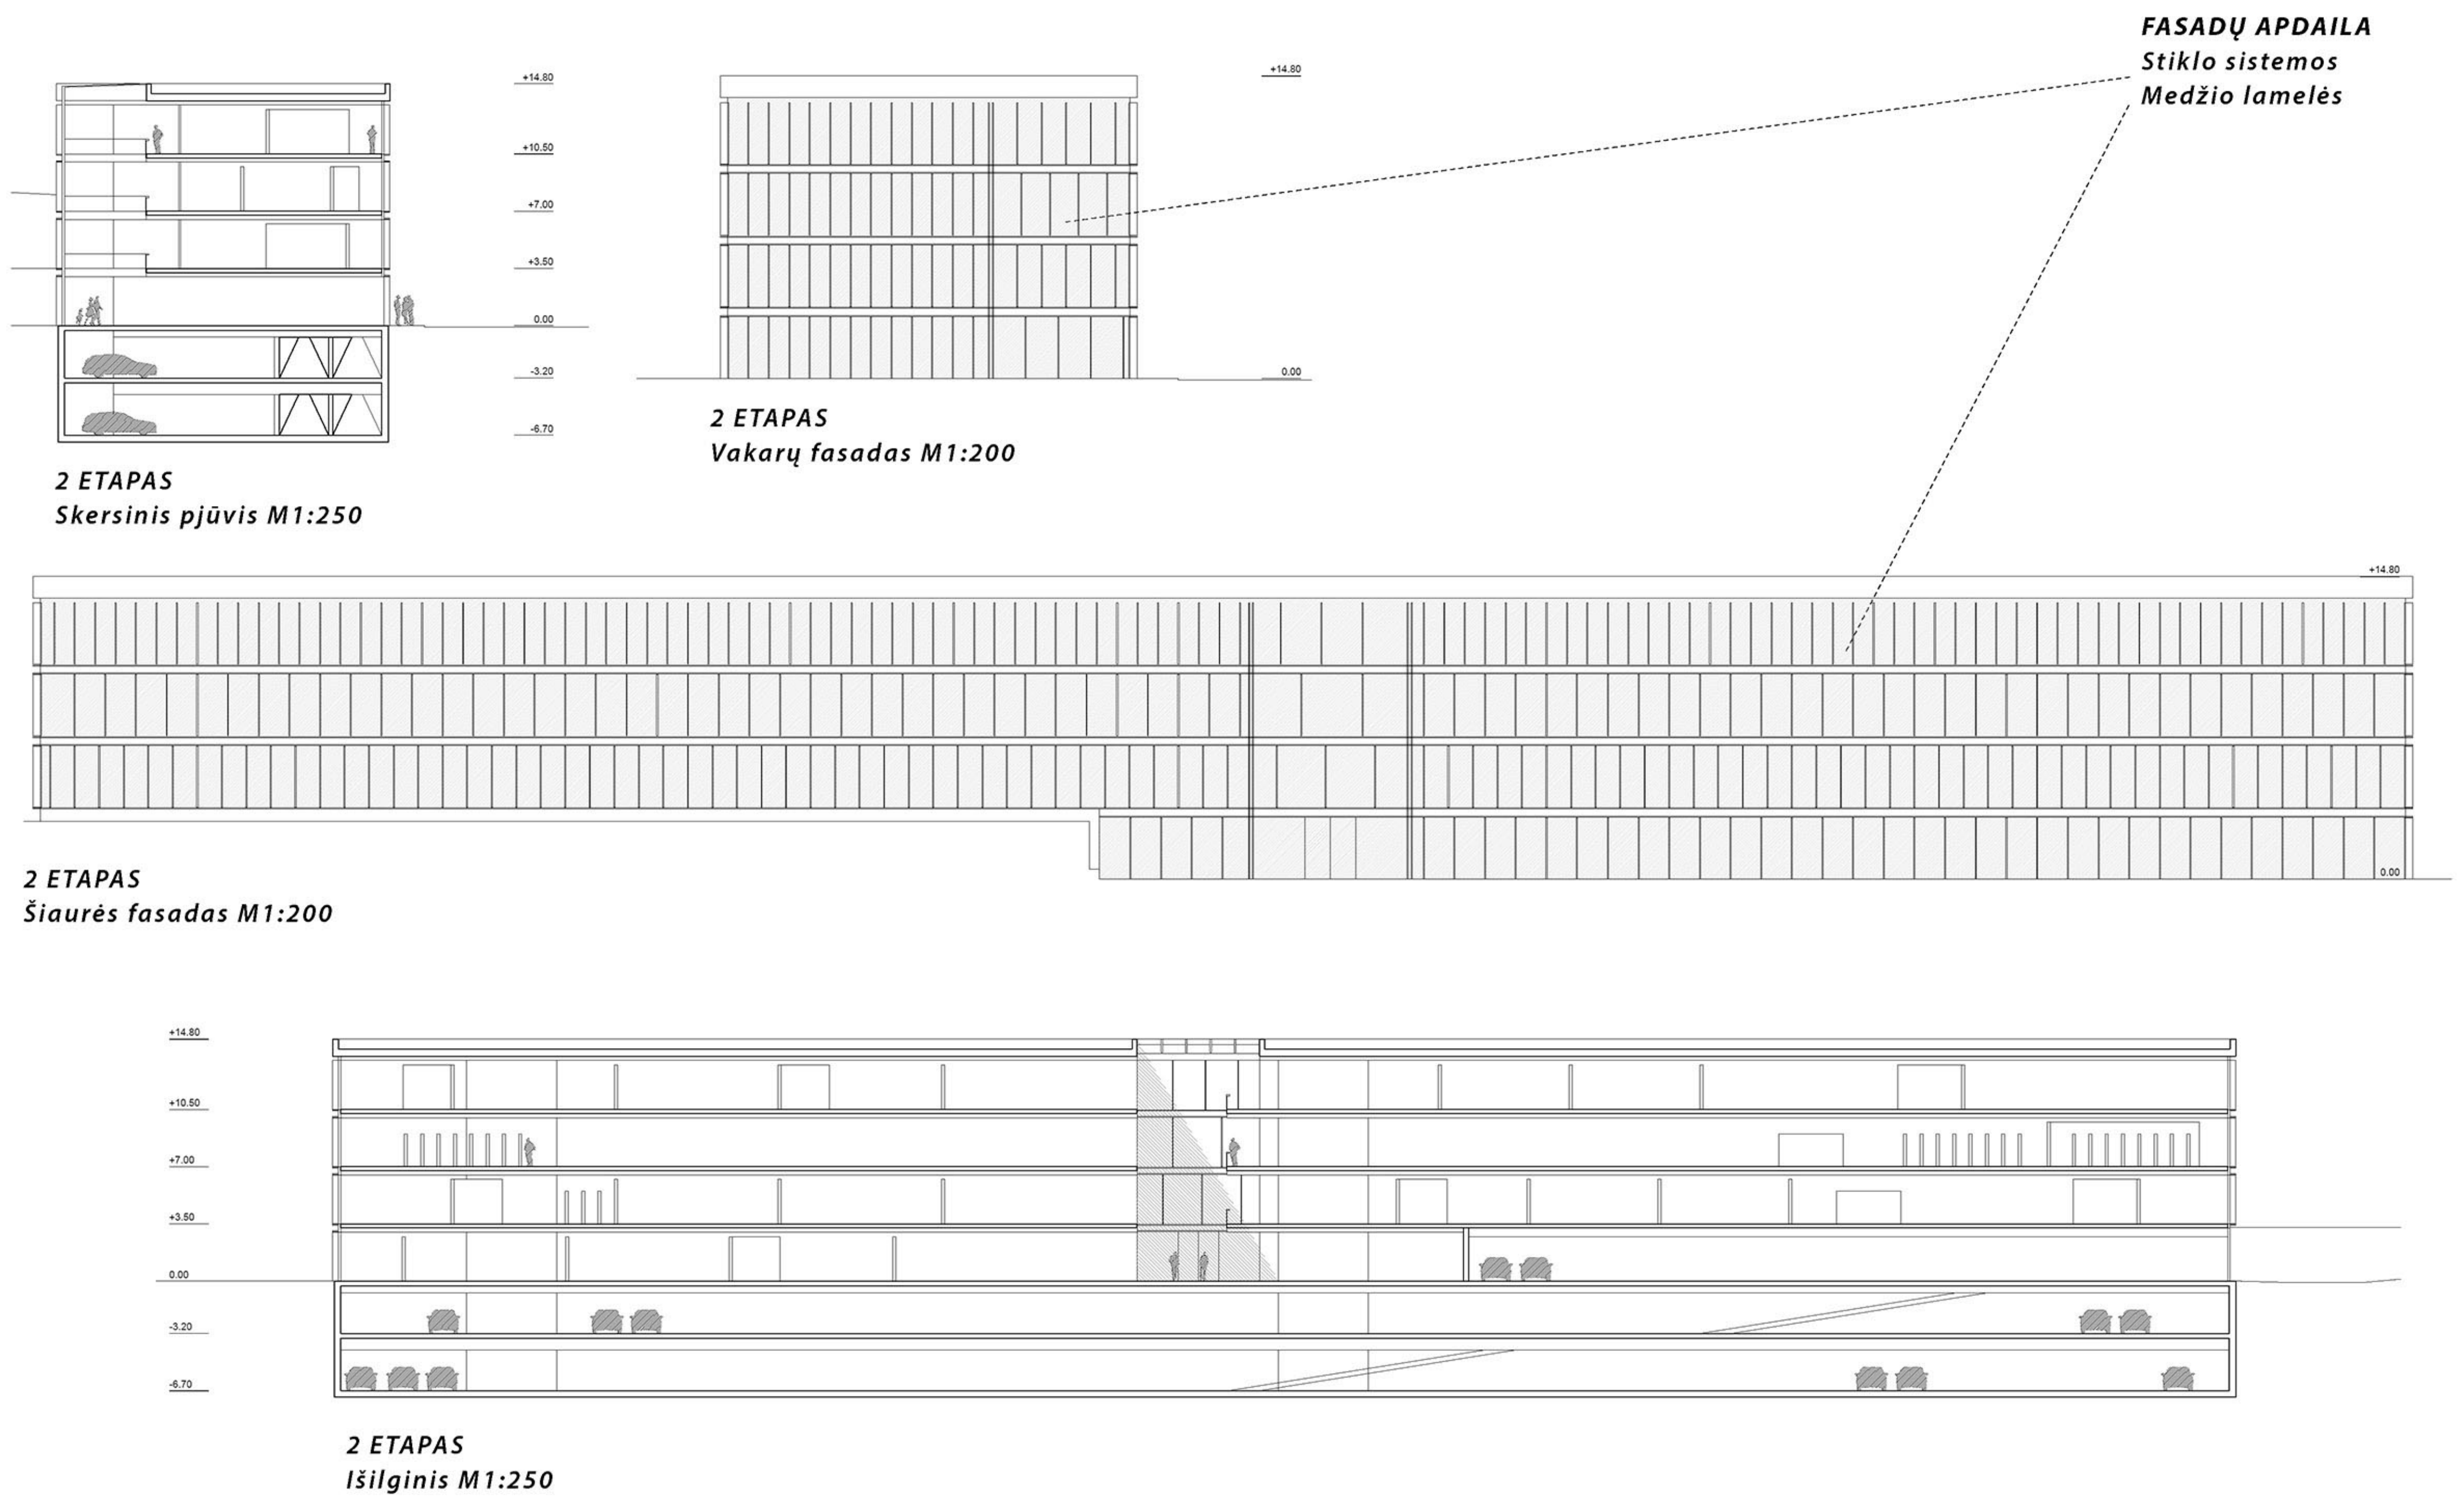 FASADŲ APDAILA
Stiklo sistemos
Medžio lamelės
+14.80
+10.50
+7.00
+3.50
0.00
-3.20
-6.70
2 ETAPAS
Skersinis pjūvis M1:250
+14.80
0.00
2 ETAPAS
Vakarų fasadas M1:200
+14.80
0.00
2 ETAPAS
Šiaurės fasadas M1:200
+14.80
+10.50
+7.00
+3.50
0.00
-3.20
-6.70
2 ETAPAS
Išilginis M1:250